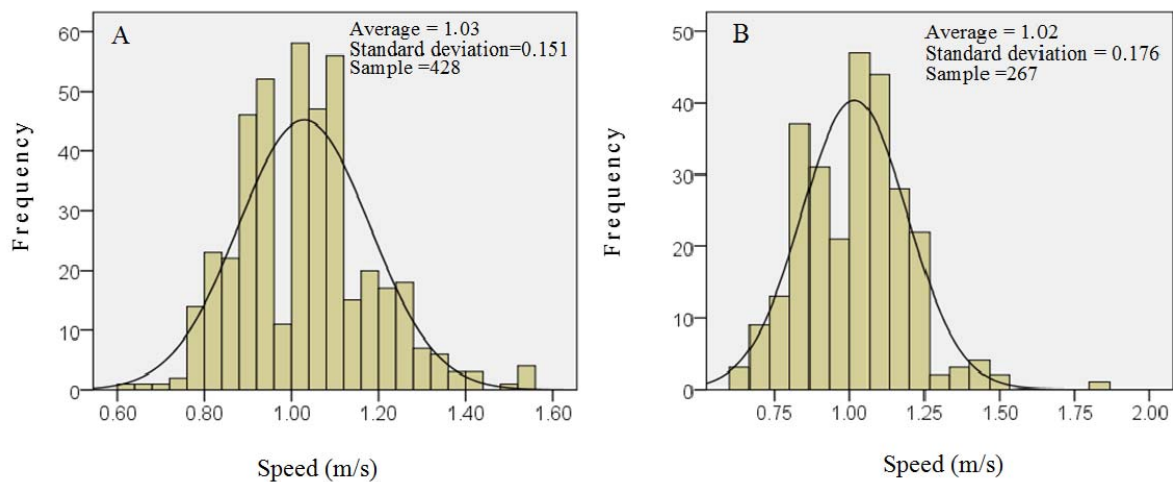 A
Average = 1.03
Standard deviation=0.151
Sample =428
60
50
40
30
20
10
0
Frequency
0.60 0.80 1.00 1.20 1.40 1.60
Speed (m/s)
B
Average = 1.02
Standard deviation = 0.176
Sample =267
50
40
30
20
10
0
Frequency
0.75 1.00 1.25 1.50 1.75 2.00
Speed (m/s)